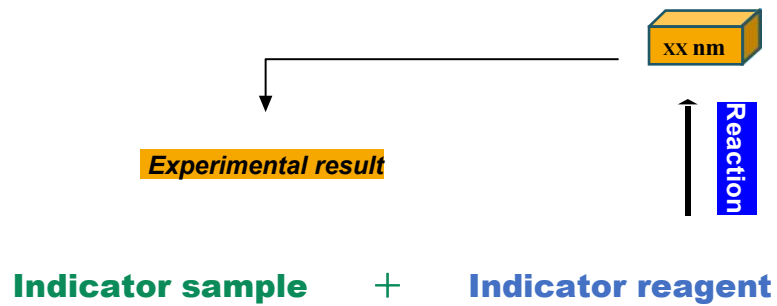 xx nm
Reaction
Experimental result
Indicator sample + Indicator reagent